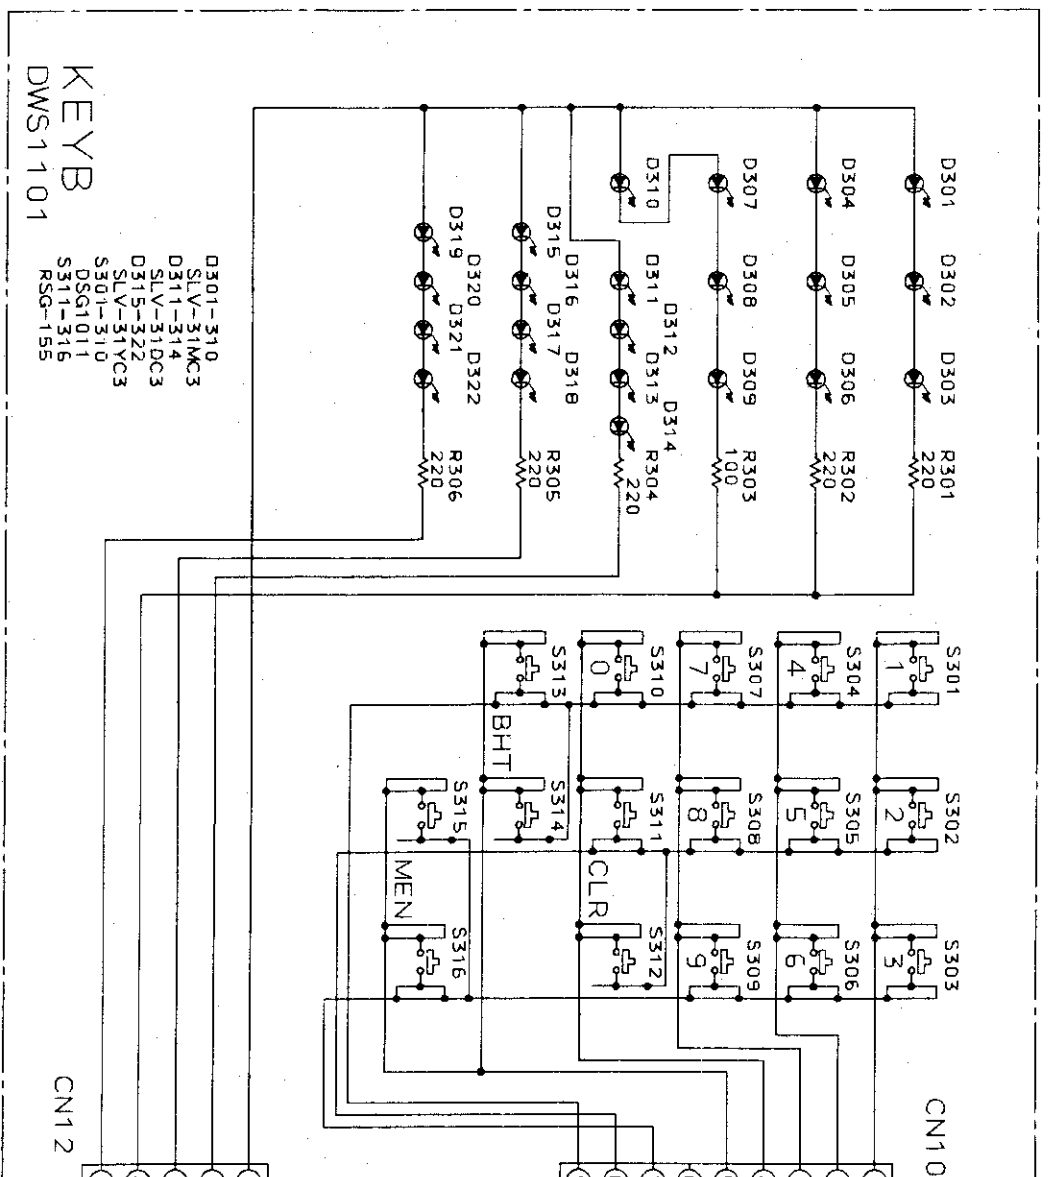 KEYB
DWS1101
D301-310
SLV-31MC3
D311-314
SLV-31DC3
D315-322
SLV-31YC3
S301-310
DSG1011
S311-316
RSG-155
D301
D302
D303
R301
220
D304
D305
D306
R302
220
D307
D308
D309
R303
100
D310
D311
D312
D313
D314
R304
220
D315
D316
D317
D318
R305
220
D319
D320
D321
D322
R306
220
S301
1
S302
2
S303
3
S304
4
S305
5
S306
6
S307
7
S308
8
S309
9
S310
0
S311
CLR
S312
S313
BHT
S314
S315
MEN
S316
CN10
CN12